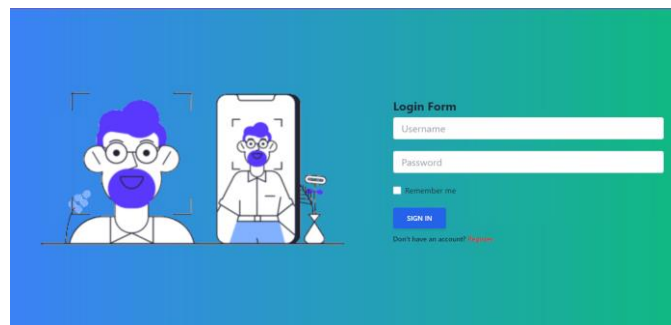 Login Form
Username
Password
Remember me
SIGN IN
Don't have an account? Register